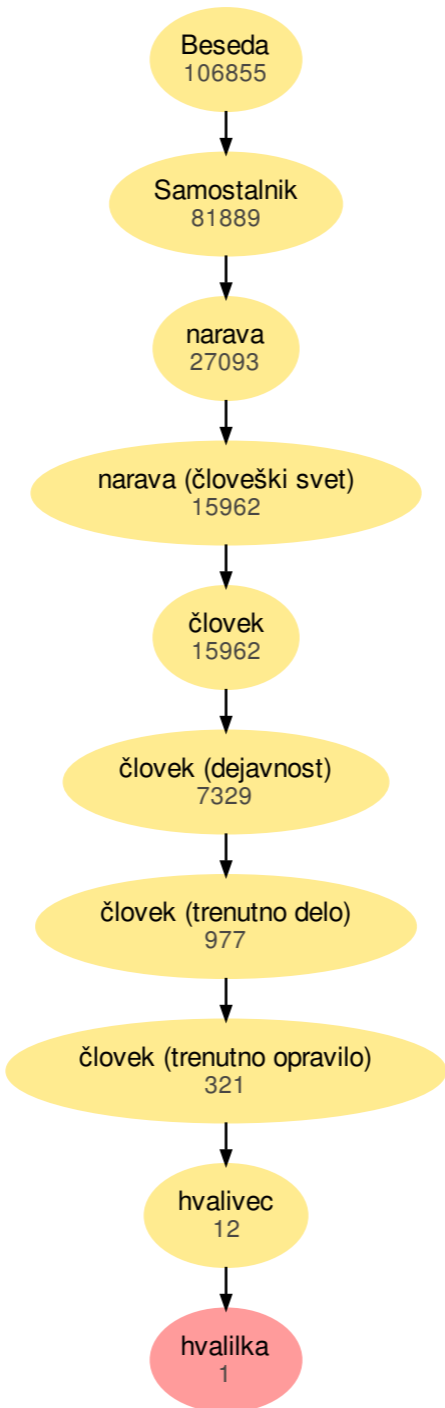 Beseda
106855
Samostalnik
81889
narava
27093
narava (človeški svet)
15962
človek
15962
človek (dejavnost)
7329
človek (trenutno delo)
977
človek (trenutno opravilo)
321
hvalivec
12
hvalilka
1